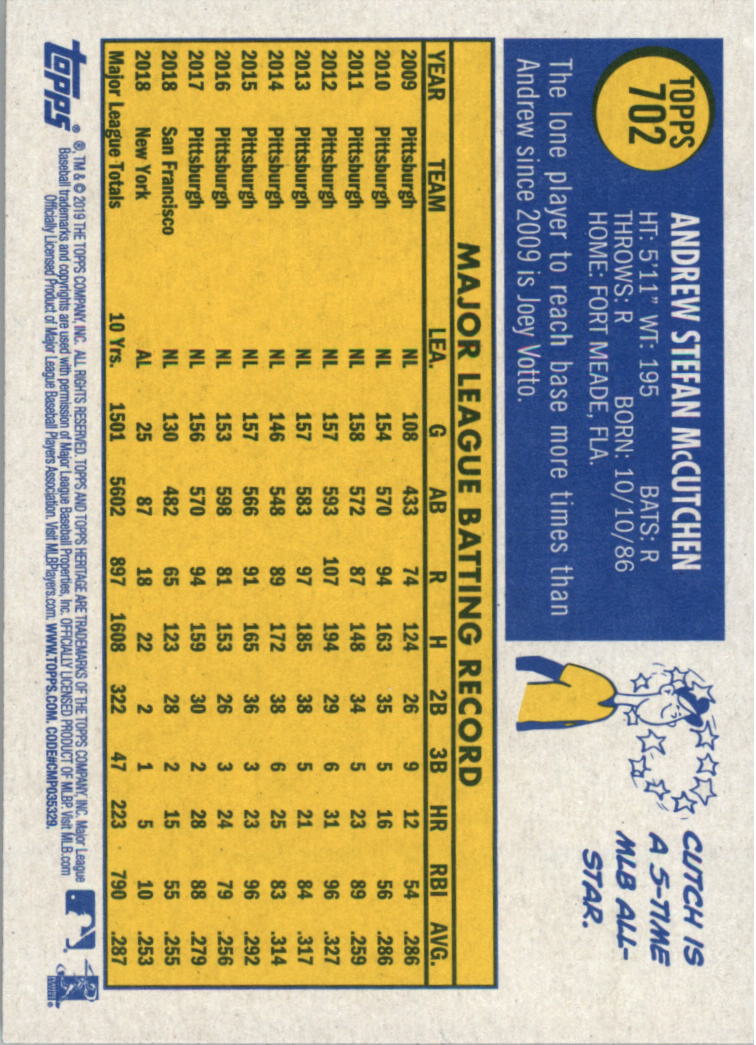 TOPPS
702
ANDREW STEFAN McCUTCHEN
HT: 5'11" WT: 195 BATS: R
THROWS: R BORN: 10/10/86
HOME: FORT MEADE, FLA.
The lone player to reach base more times than
Andrew since 2009 is Joey Votto.
CUTCH IS
A 5-TIME
MLB ALL-
STAR.
MAJOR LEAGUE BATTING RECORD
YEAR TEAM LEA. G AB R H 2B 3B HR RBI AVG.
2009 Pittsburgh NL 108 433 74 124 26 9 12 54 .286
2010 Pittsburgh NL 154 570 94 163 35 5 16 56 .286
2011 Pittsburgh NL 158 572 87 148 34 5 23 89 .259
2012 Pittsburgh NL 157 593 107 194 29 6 31 96 .327
2013 Pittsburgh NL 157 583 97 185 38 5 21 84 .317
2014 Pittsburgh NL 146 548 89 172 38 6 25 83 .314
2015 Pittsburgh NL 157 566 91 165 36 3 23 96 .292
2016 Pittsburgh NL 153 598 81 153 26 3 24 79 .256
2017 Pittsburgh NL 156 570 94 159 30 2 28 88 .279
2018 San Francisco NL 130 482 65 123 28 2 15 55 .255
2018 New York AL 25 87 18 22 2 1 5 10 .253
Major League Totals 10 Yrs. 1501 5602 897 1608 322 47 223 790 .287
topps®
®, TM & © 2019 THE TOPPS COMPANY, INC. ALL RIGHTS RESERVED. TOPPS AND TOPPS HERITAGE ARE TRADEMARKS OF THE TOPPS COMPANY, INC. Major League
Baseball trademarks and copyrights are used with permission of Major League Baseball Properties, Inc. OFFICIALLY LICENSED PRODUCT OF MLBP. Visit MLB.com
Officially Licensed Product of Major League Baseball Players Association. Visit MLBPlayers.com. WWW.TOPPS.COM. CODE#CMP035329.